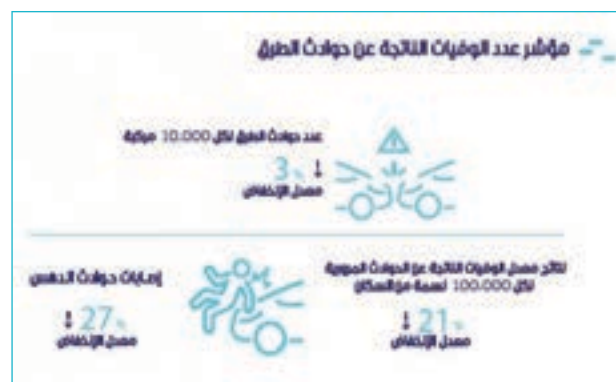 مؤشر عدد الوفيات الناتجة عن حوادث الطرق
عدد حوادث الطرق لكل 10.000 مركبة
↓ 3%
معدل الإنخفاض
نتائج معدل الوفيات الناتجة عن الحوادث المرورية
لكل 100.000 نسمة من السكان
↓ 21%
معدل الإنخفاض
إصابات حوادث الدهس
↓ 27%
معدل الإنخفاض